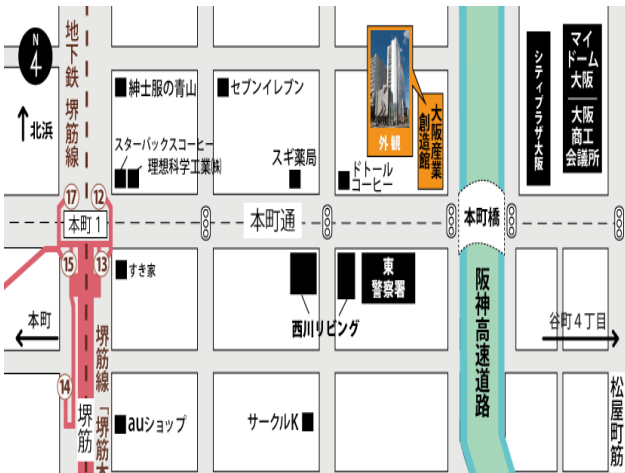 N
4
北浜
地下鉄 堺筋線
紳士服の青山
スターバックスコーヒー
理想科学工業㈱
セブンイレブン
スギ薬局
ドトール
コーヒー
外観
大阪産業
創造館
シティプラザ大阪
マイ
ドーム
大阪
大阪
商工
会議所
17
12
本町1
15
13
本町通
本町橋
すき家
西川リビング
東
警察署
阪神高速道路
本町
谷町4丁目
14
堺筋
堺筋線「堺筋本
auショップ
サークルK
松屋町筋